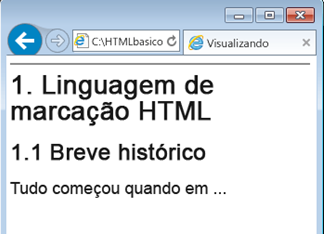 C:\HTMLbasico
Visualizando
1. Linguagem de
marcação HTML
1.1 Breve histórico
Tudo começou quando em ...